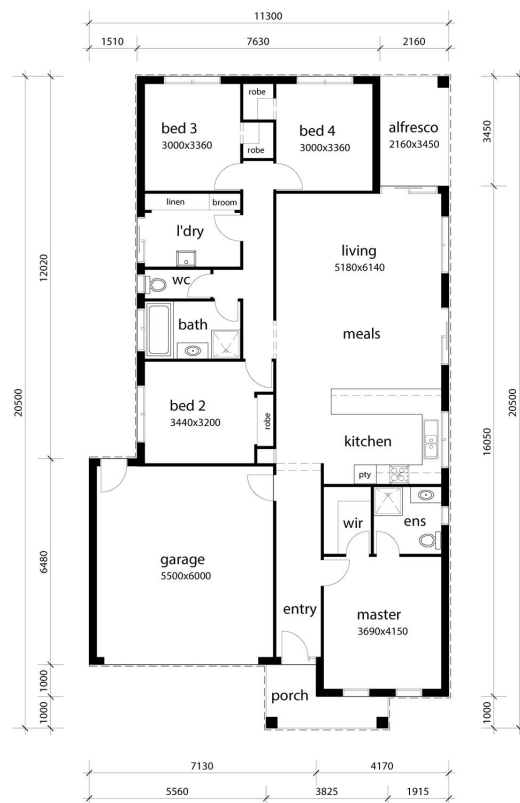 11300
1510 7630 2160
robe
bed 3
3000x3360
bed 4
3000x3360
alfresco
2160x3450
robe
3450
linen broom
l'dry
living
5180x6140
12020
wc
bath
meals
20500
20500
bed 2
3440x3200
robe
kitchen
16050
pty
wir
ens
garage
5500x6000
6480
entry
master
3690x4150
1000
porch
1000
1000
7130 4170
5560 3825 1915